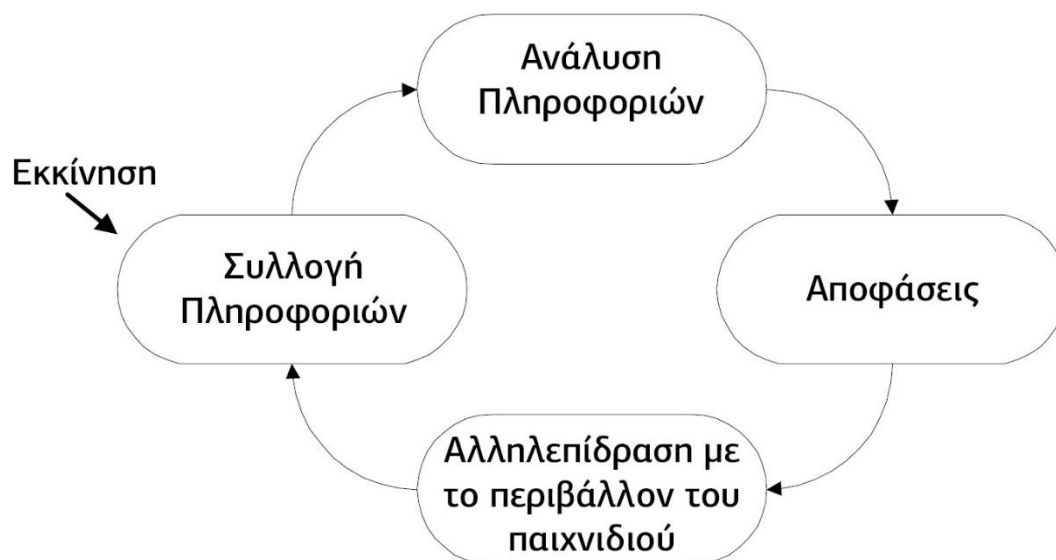 Ανάλυση
Πληροφοριών
Εκκίνηση
Συλλογή
Πληροφοριών
Αποφάσεις
Αλληλεπίδραση με
το περιβάλλον του
παιχνιδιού